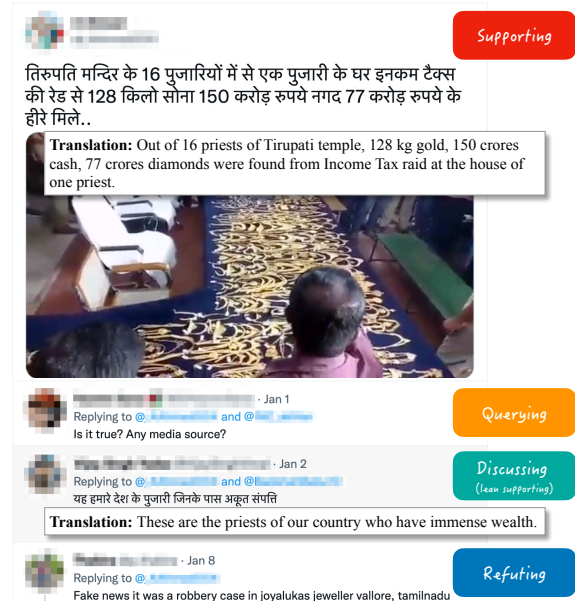 Supporting
तिरुपति मन्दिर के 16 पुजारियों में से एक पुजारी के घर इनकम टैक्स
की रेड से 128 किलो सोना 150 करोड़ रुपये नगद 77 करोड़ रुपये के
हीरे मिले..
Translation: Out of 16 priests of Tirupati temple, 128 kg gold, 150 crores
cash, 77 crores diamonds were found from Income Tax raid at the house of
one priest.
· Jan 1
Querying
Replying to @ and @
Is it true? Any media source?
· Jan 2
Discussing
(lean supporting)
Replying to @ and @
यह हमारे देश के पुजारी जिनके पास अकूत संपत्ति
Translation: These are the priests of our country who have immense wealth.
· Jan 8
Refuting
Replying to @
Fake news it was a robbery case in joyalukas jeweller vallore, tamilnadu